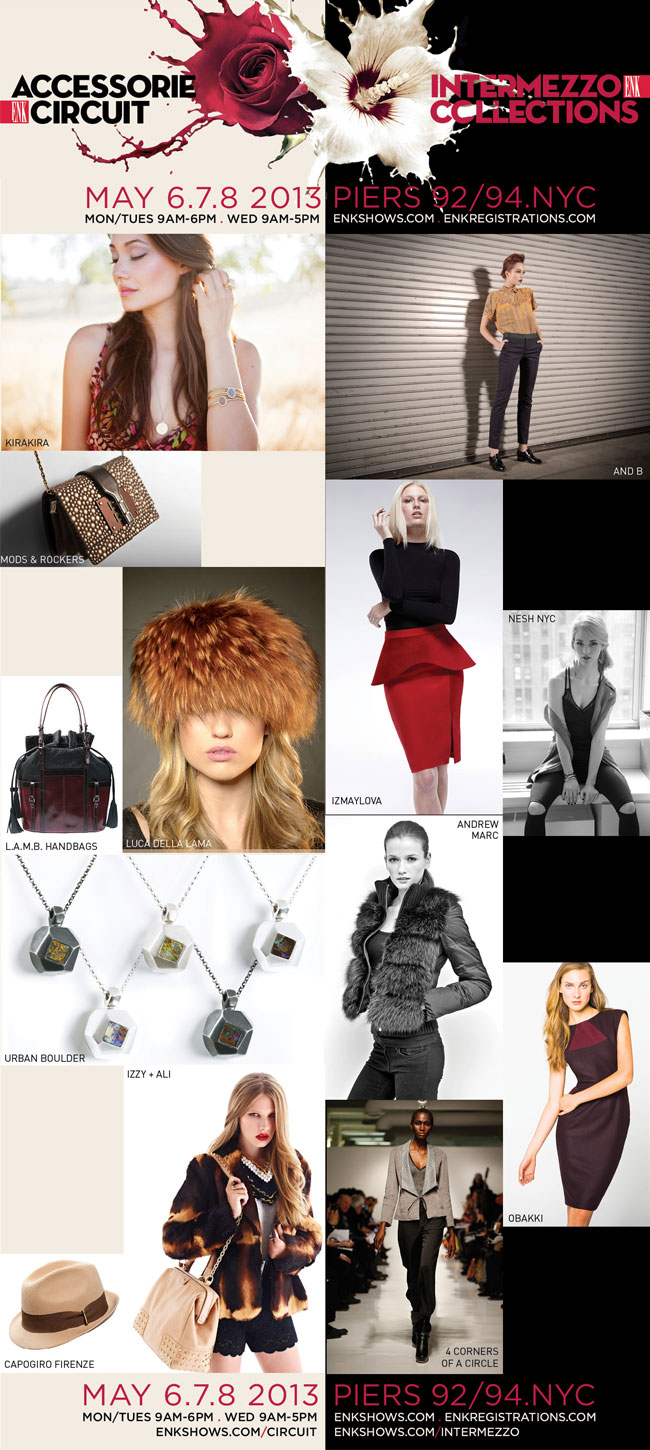 ACCESSORIE
ENK CIRCUIT
INTERMEZZO ENK
COLLECTIONS
MAY 6.7.8 2013
MON/TUES 9AM-6PM . WED 9AM-5PM
PIERS 92/94.NYC
ENKSHOWS.COM . ENKREGISTRATIONS.COM
KIRAKIRA
AND B
MODS & ROCKERS
NESH NYC
IZMAYLOVA
L.A.M.B. HANDBAGS
LUCA DELLA LAMA
ANDREW
MARC
URBAN BOULDER
IZZY + ALI
OBAKKI
CAPOGIRO FIRENZE
4 CORNERS
OF A CIRCLE
MAY 6.7.8 2013
MON/TUES 9AM-6PM . WED 9AM-5PM
ENKSHOWS.COM/CIRCUIT
PIERS 92/94.NYC
ENKSHOWS.COM . ENKREGISTRATIONS.COM
ENKSHOWS.COM/INTERMEZZO